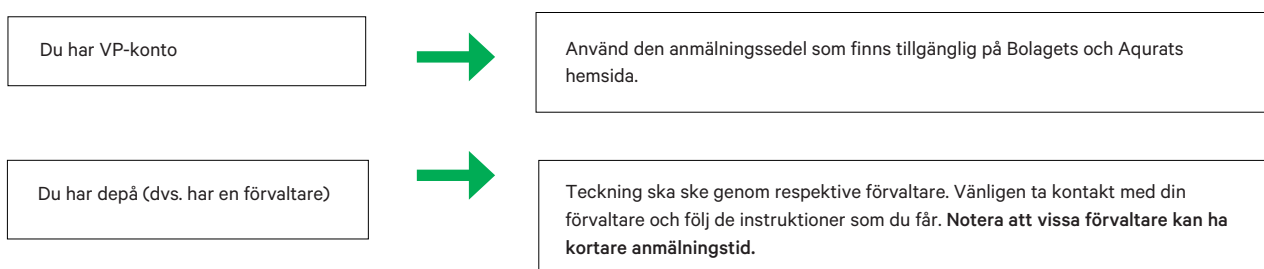 Du har VP-konto
Använd den anmälningssedel som finns tillgänglig på Bolagets och Aqurats
hemsida.
Du har depå (dvs. har en förvaltare)
Teckning ska ske genom respektive förvaltare. Vänligen ta kontakt med din
förvaltare och följ de instruktioner som du får. Notera att vissa förvaltare kan ha
kortare anmälningstid.